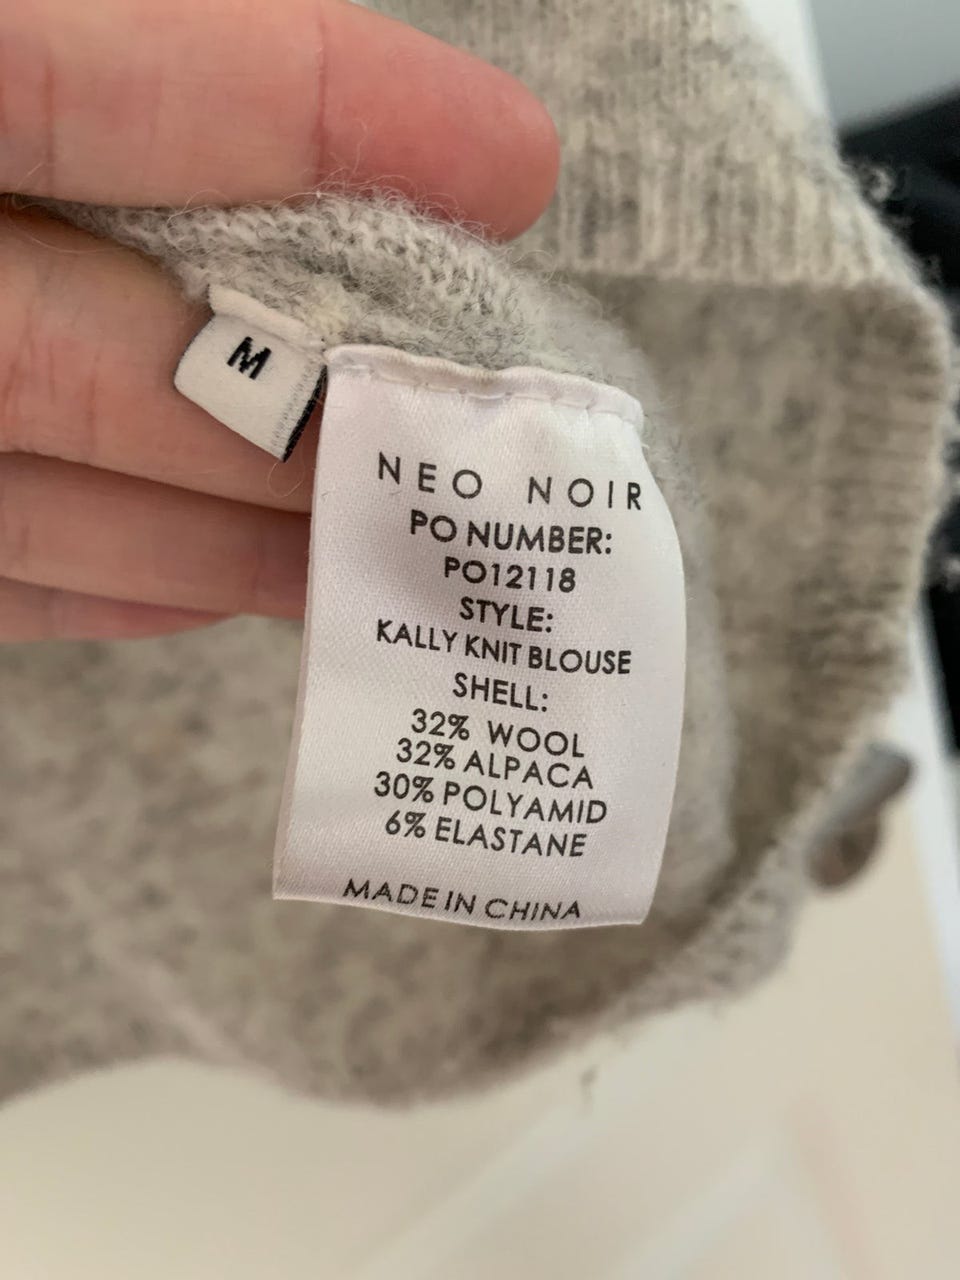 M
NEO NOIR
PO NUMBER:
PO12118
STYLE:
KALLY KNIT BLOUSE
SHELL:
32% WOOL
32% ALPACA
30% POLYAMID
6% ELASTANE
MADE IN CHINA